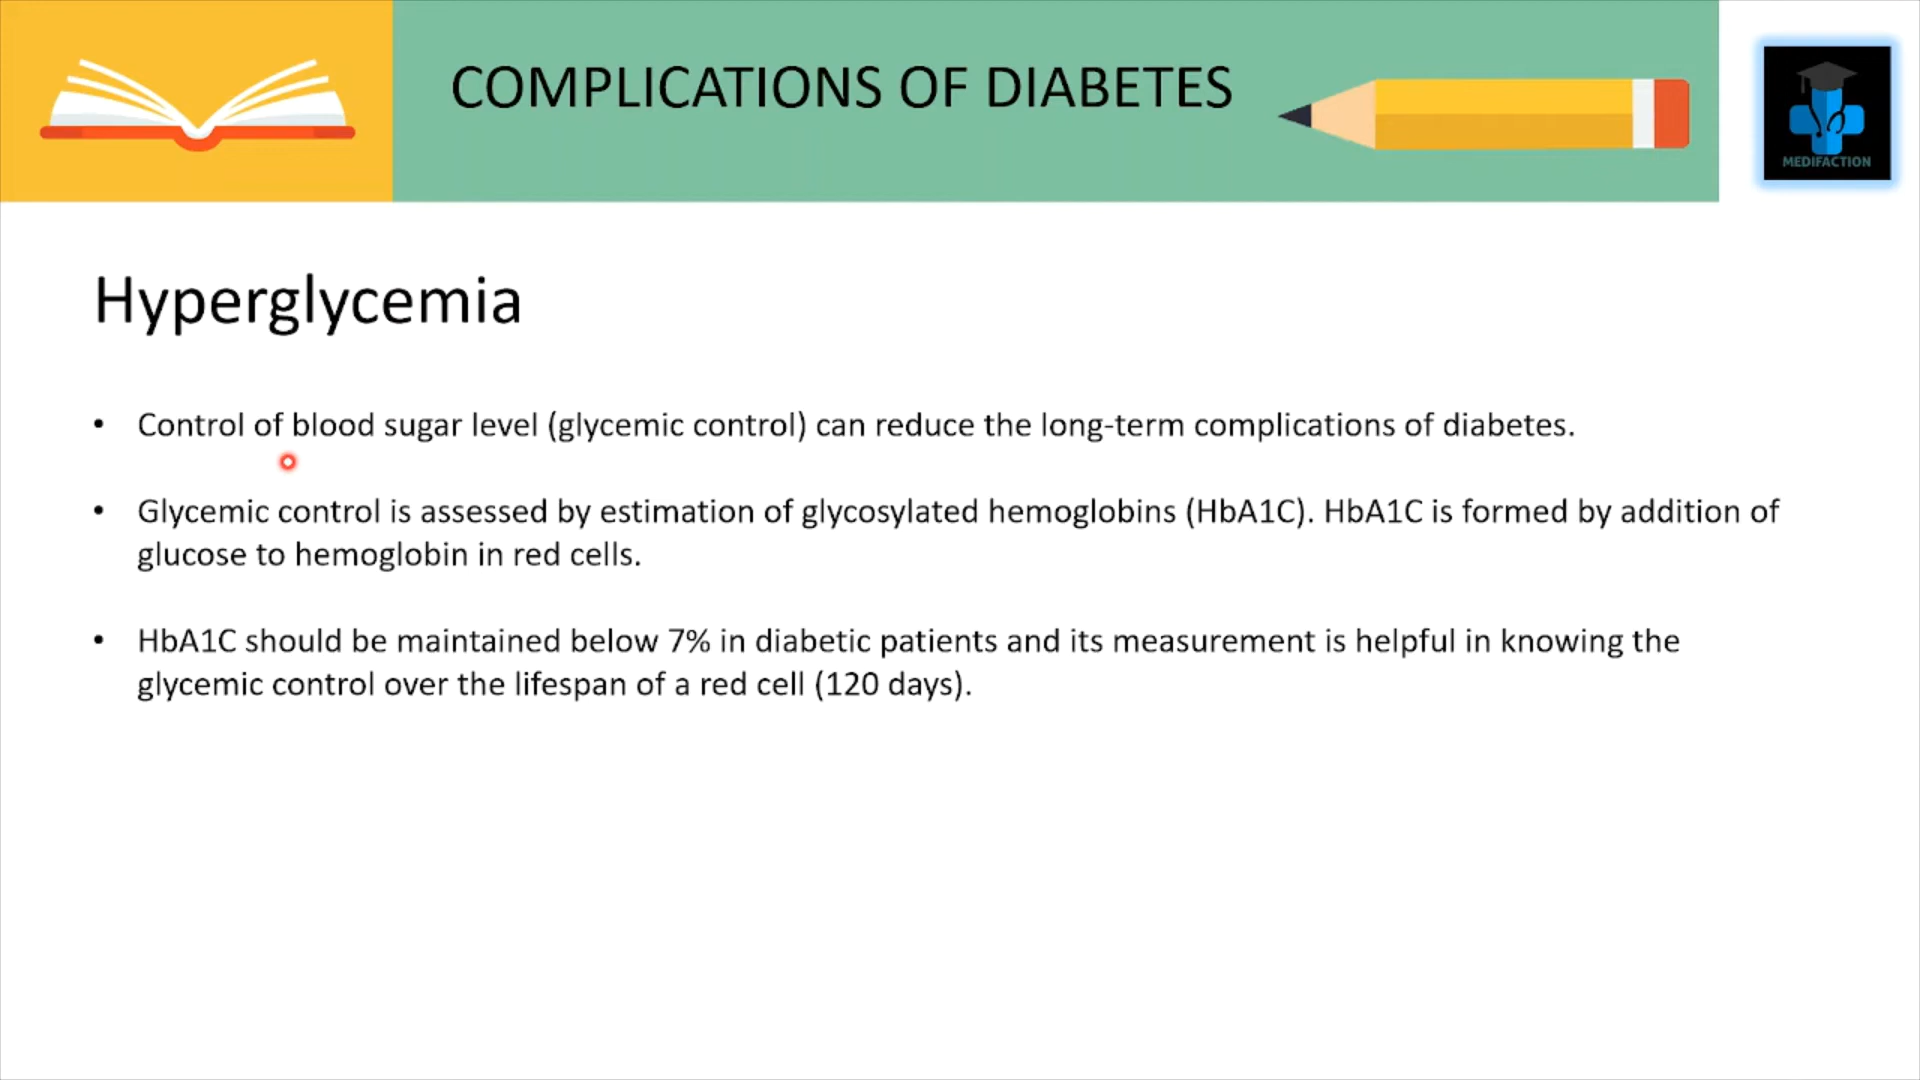 COMPLICATIONS OF DIABETES
MEDIFACTION
Hyperglycemia
• Control of blood sugar level (glycemic control) can reduce the long-term complications of diabetes.
• Glycemic control is assessed by estimation of glycosylated hemoglobins (HbA1C). HbA1C is formed by addition of
glucose to hemoglobin in red cells.
• HbA1C should be maintained below 7% in diabetic patients and its measurement is helpful in knowing the
glycemic control over the lifespan of a red cell (120 days).